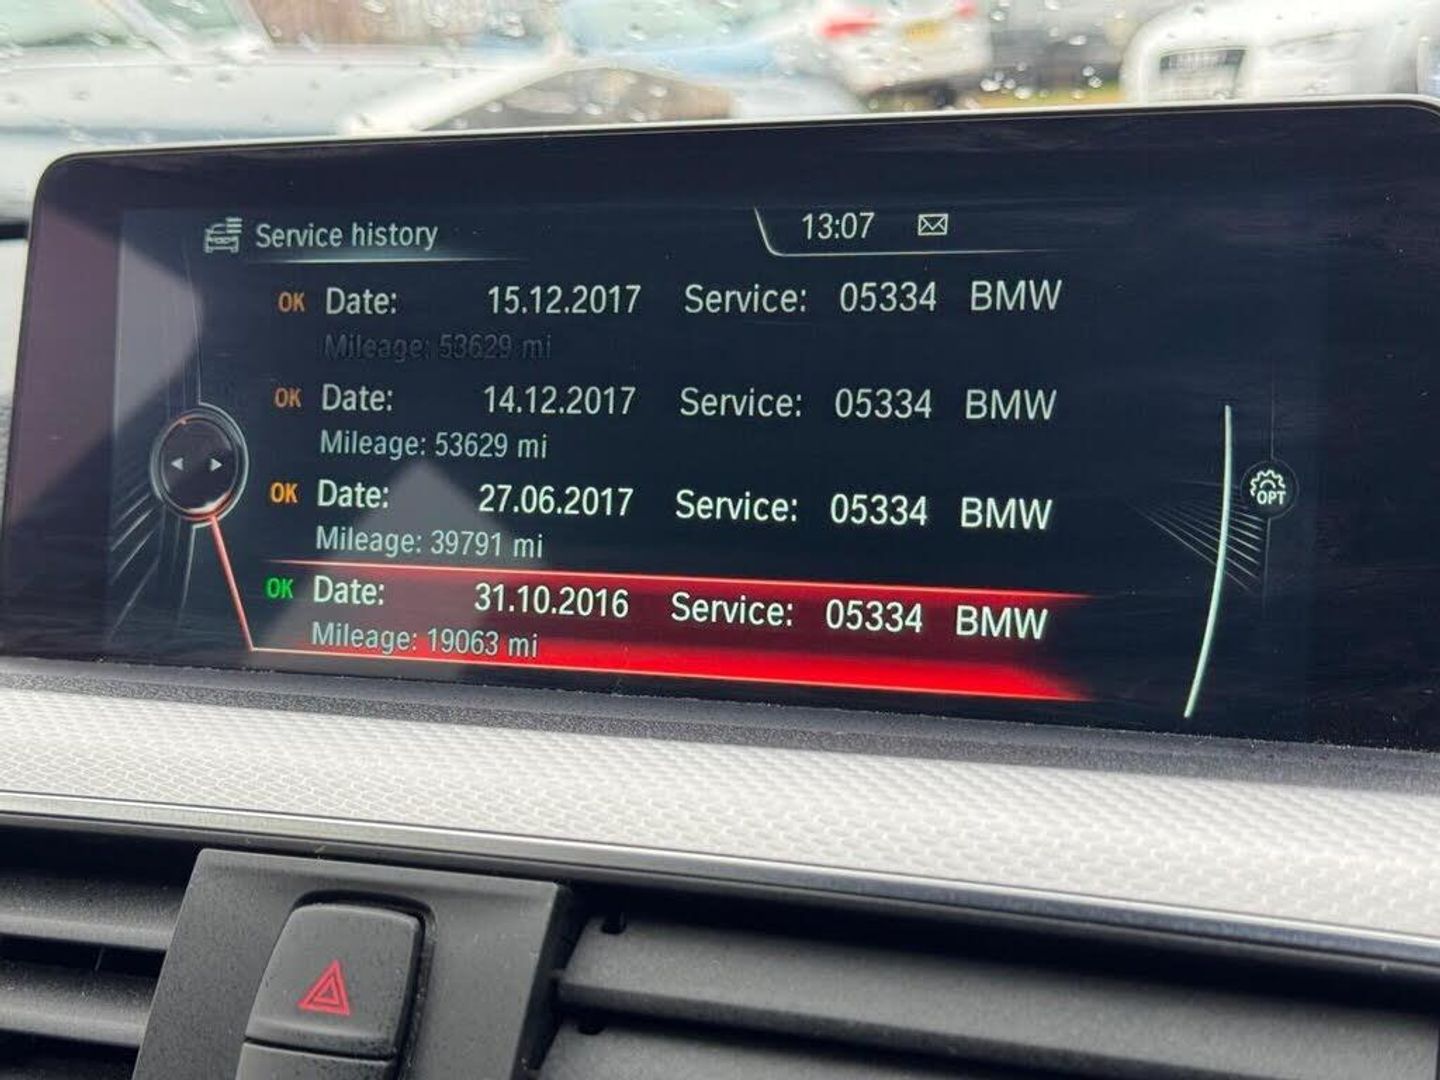 Service history 13:07
OK Date: 15.12.2017 Service: 05334 BMW
Mileage: 53629 mi
OK Date: 14.12.2017 Service: 05334 BMW
Mileage: 53629 mi
OK Date: 27.06.2017 Service: 05334 BMW
Mileage: 39791 mi
OPT
OK Date: 31.10.2016 Service: 05334 BMW
Mileage: 19063 mi